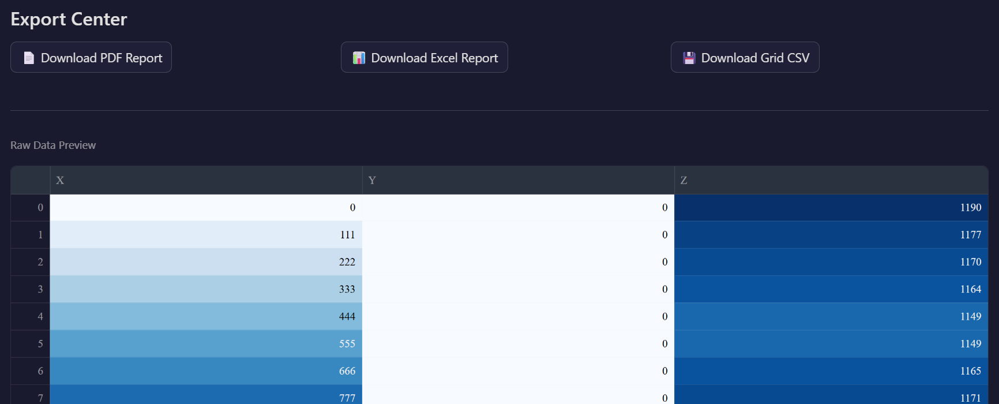 Export Center
Download PDF Report Download Excel Report Download Grid CSV
Raw Data Preview
X Y Z
0 0 0 1190
1 111 0 1177
2 222 0 1170
3 333 0 1164
4 444 0 1149
5 555 0 1149
6 666 0 1165
7 777 0 1171